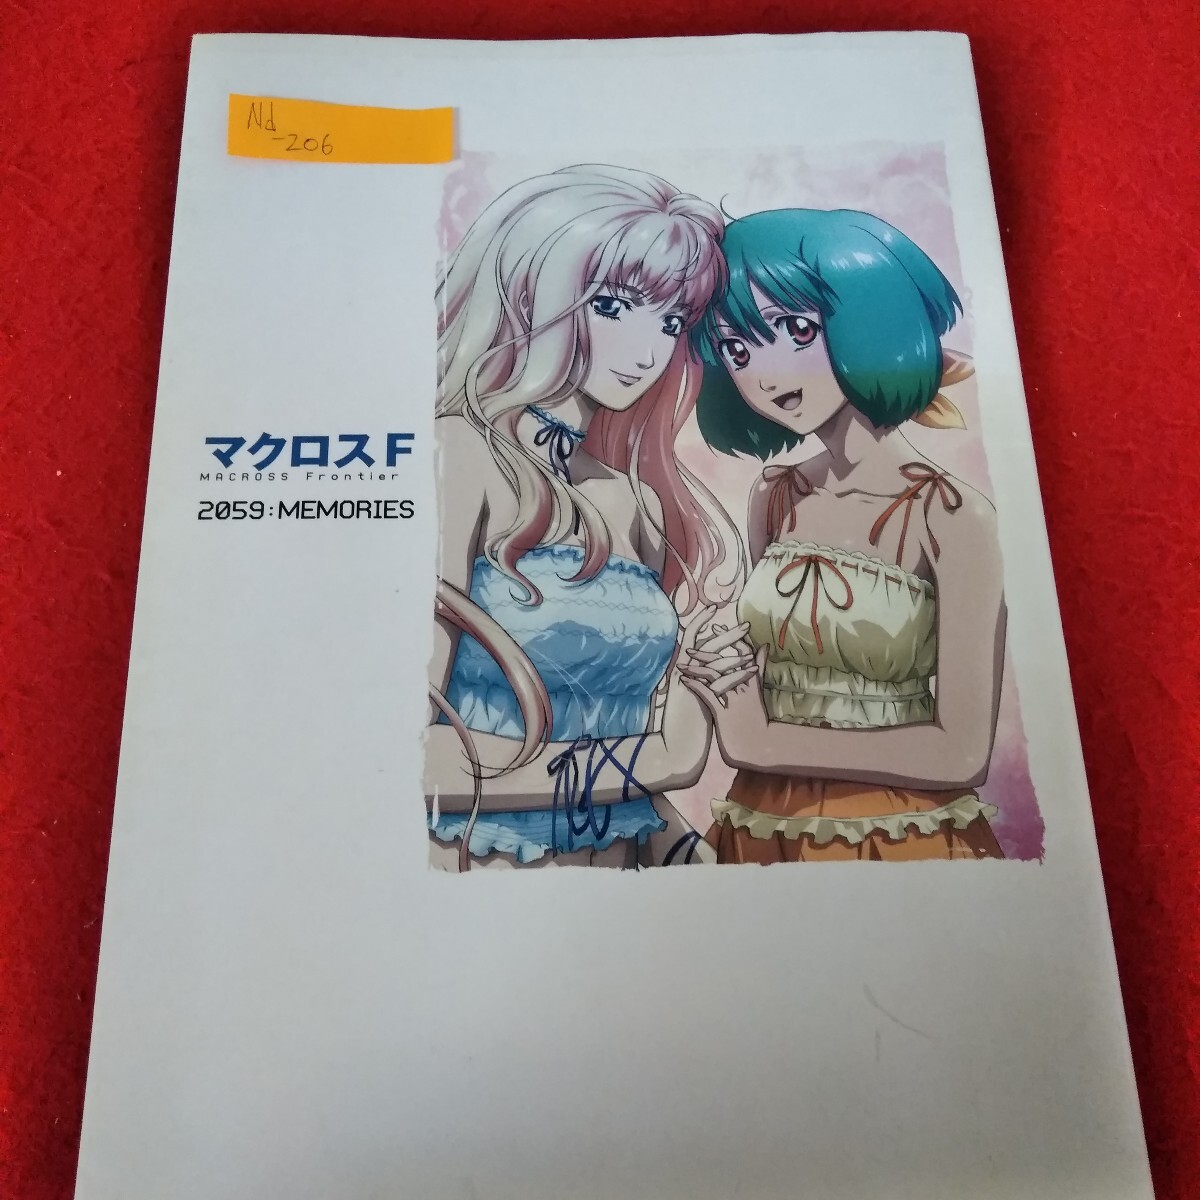 Nd
-206
マクロスF
MACROSS Frontier
2059:MEMORIES